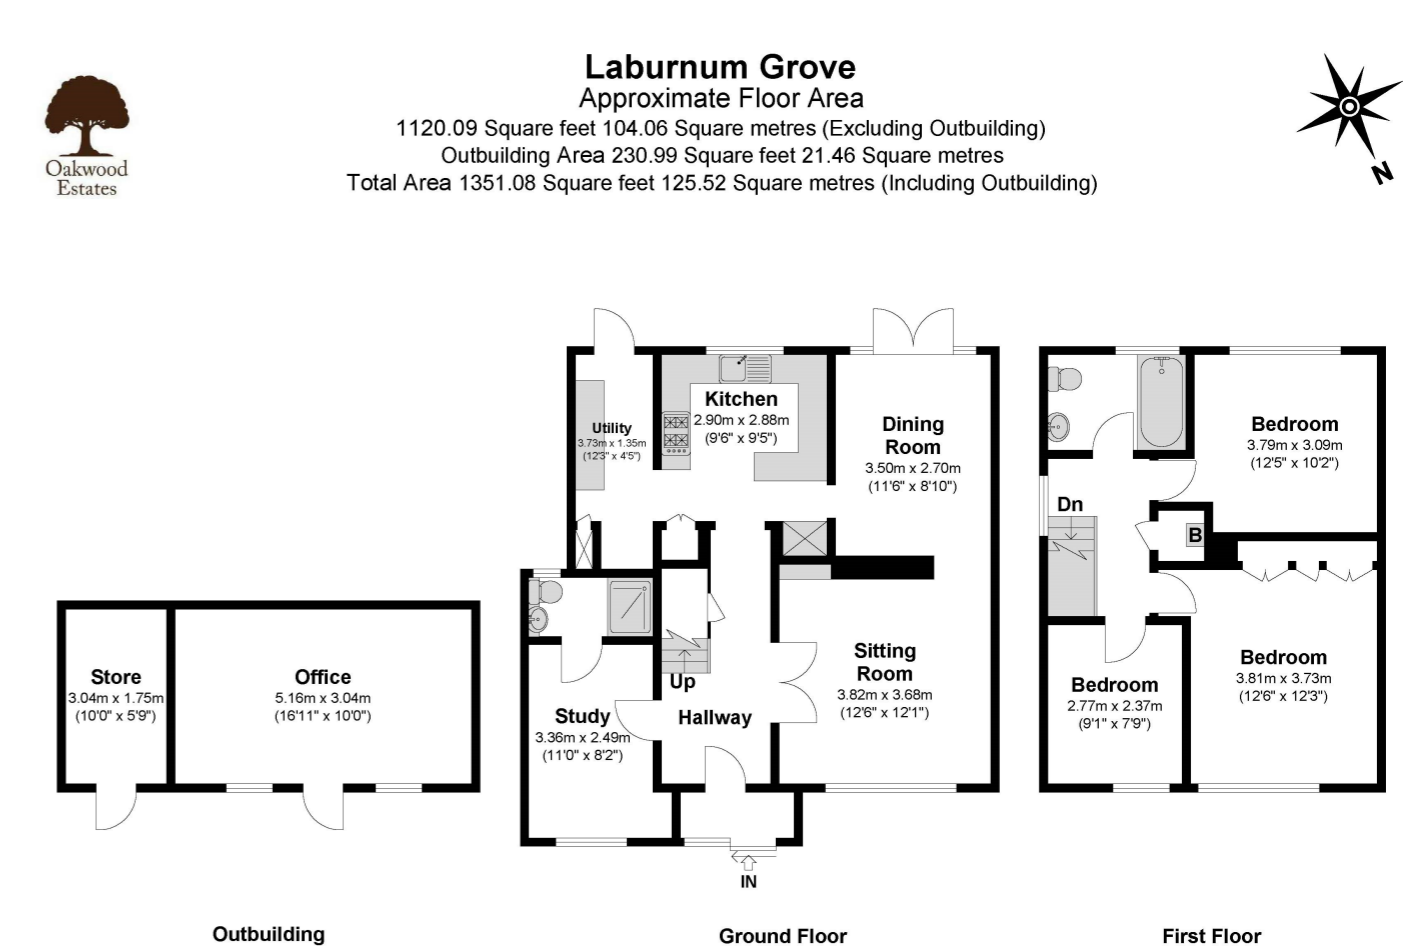 Laburnum Grove
Approximate Floor Area
1120.09 Square feet 104.06 Square metres (Excluding Outbuilding)
Outbuilding Area 230.99 Square feet 21.46 Square metres
Total Area 1351.08 Square feet 125.52 Square metres (Including Outbuilding)
Oakwood
Estates
N
Store
3.04m x 1.75m
(10'0" x 5'9")
Office
5.16m x 3.04m
(16'11" x 10'0")
Outbuilding
Utility
3.73m x 1.35m
(12'3" x 4'5")
Kitchen
2.90m x 2.88m
(9'6" x 9'5")
Dining
Room
3.50m x 2.70m
(11'6" x 8'10")
Sitting
Room
3.82m x 3.68m
(12'6" x 12'1")
Up
Hallway
Study
3.36m x 2.49m
(11'0" x 8'2")
IN
Ground Floor
Bedroom
3.79m x 3.09m
(12'5" x 10'2")
Dn
B
Bedroom
3.81m x 3.73m
(12'6" x 12'3")
Bedroom
2.77m x 2.37m
(9'1" x 7'9")
First Floor